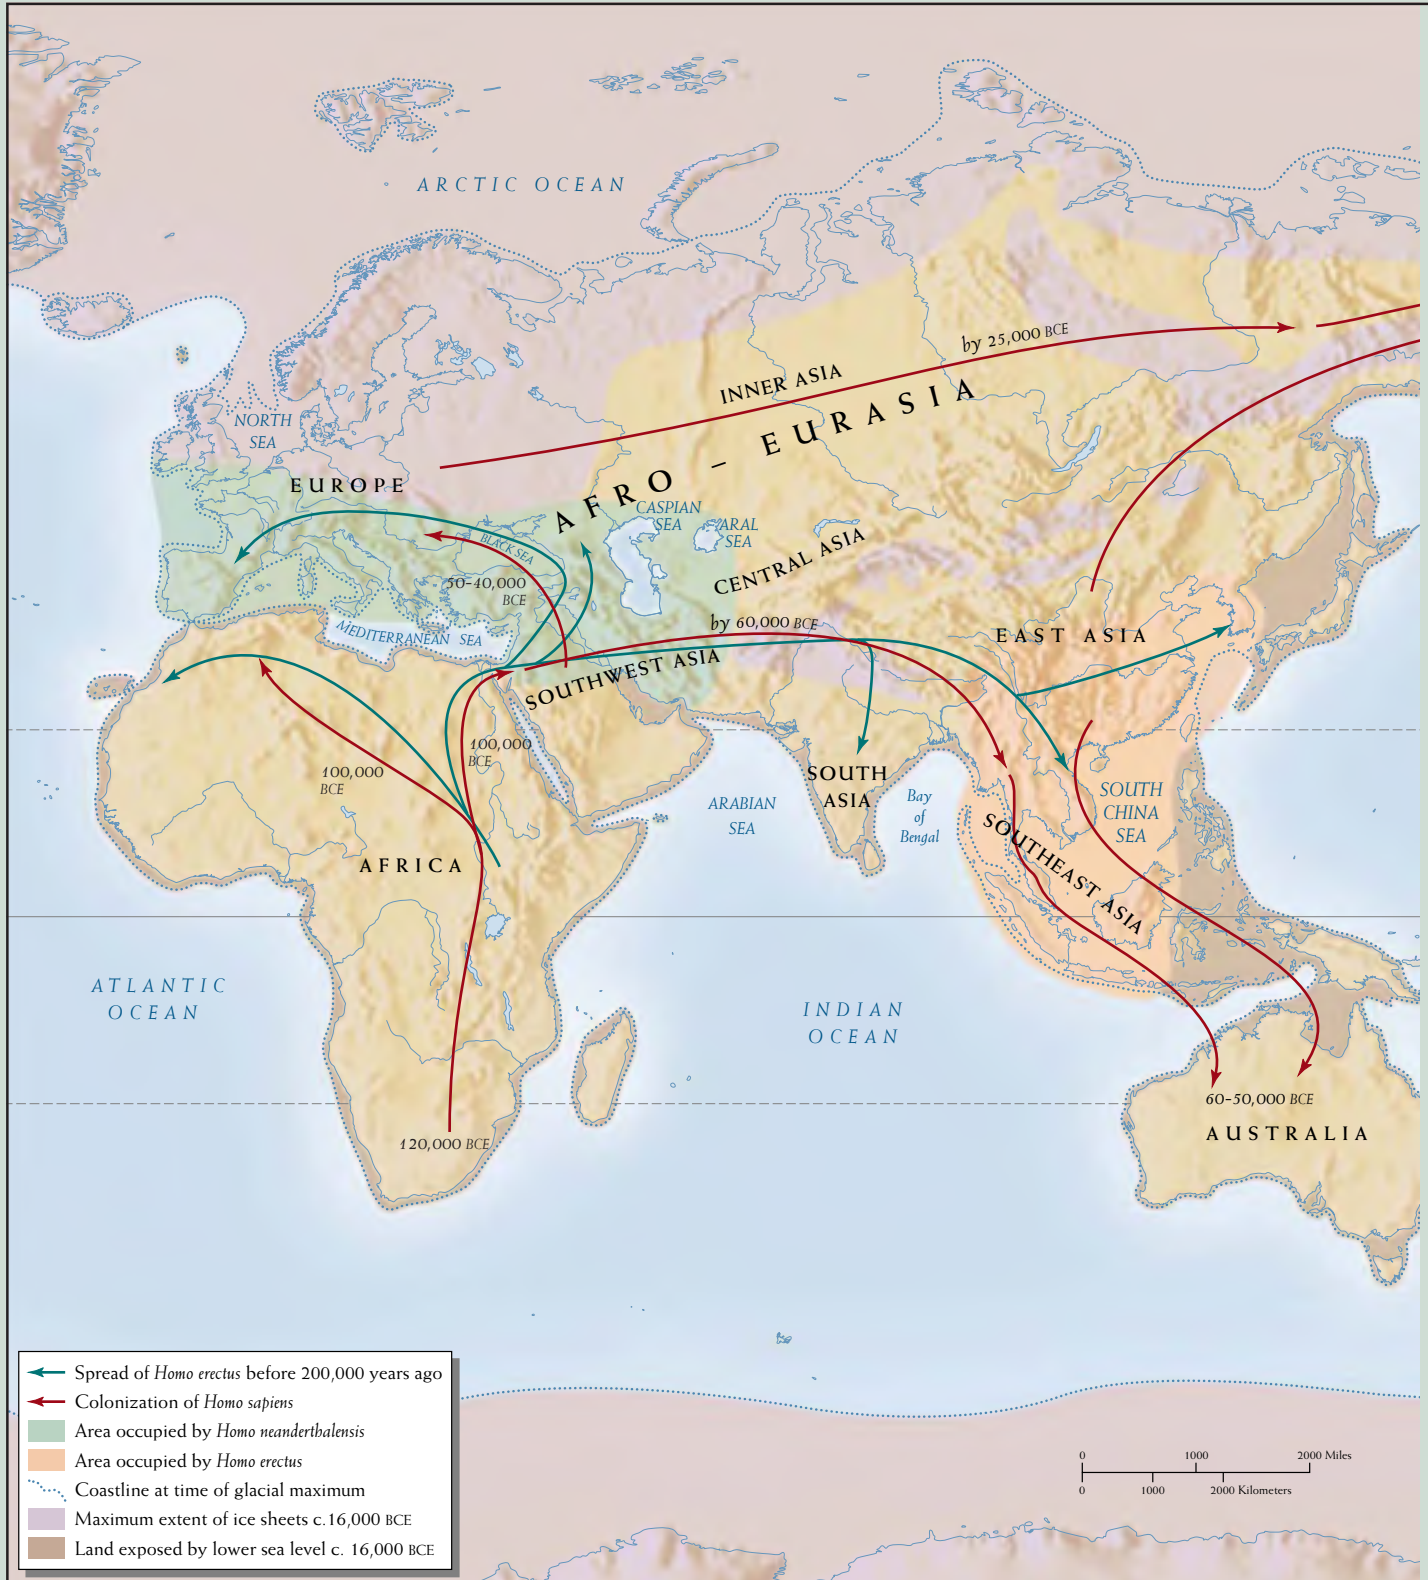 ARCTIC OCEAN
by 25,000 BCE
INNER ASIA
AFRO – EURASIA
NORTH
SEA
EUROPE
CASPIAN
SEA
ARAL
SEA
BLACK SEA
CENTRAL ASIA
50–40,000
BCE
by 60,000 BCE
MEDITERRANEAN SEA
EAST ASIA
SOUTHWEST ASIA
100,000
BCE
100,000
BCE
SOUTH
ASIA
ARABIAN
SEA
Bay
of
Bengal
SOUTH
CHINA
SEA
SOUTHEAST ASIA
AFRICA
ATLANTIC
OCEAN
INDIAN
OCEAN
60–50,000 BCE
AUSTRALIA
120,000 BCE
Spread of Homo erectus before 200,000 years ago
Colonization of Homo sapiens
Area occupied by Homo neanderthalensis
Area occupied by Homo erectus
Coastline at time of glacial maximum
Maximum extent of ice sheets c.16,000 BCE
Land exposed by lower sea level c. 16,000 BCE
0 1000 2000 Miles
0 1000 2000 Kilometers